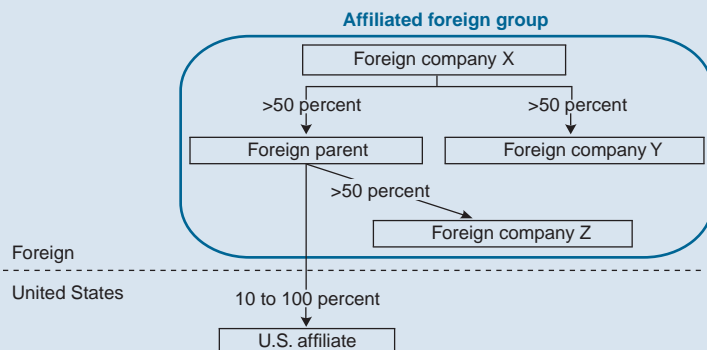 Affiliated foreign group
Foreign company X
>50 percent
>50 percent
Foreign parent
Foreign company Y
>50 percent
Foreign company Z
Foreign
United States
10 to 100 percent
U.S. affiliate